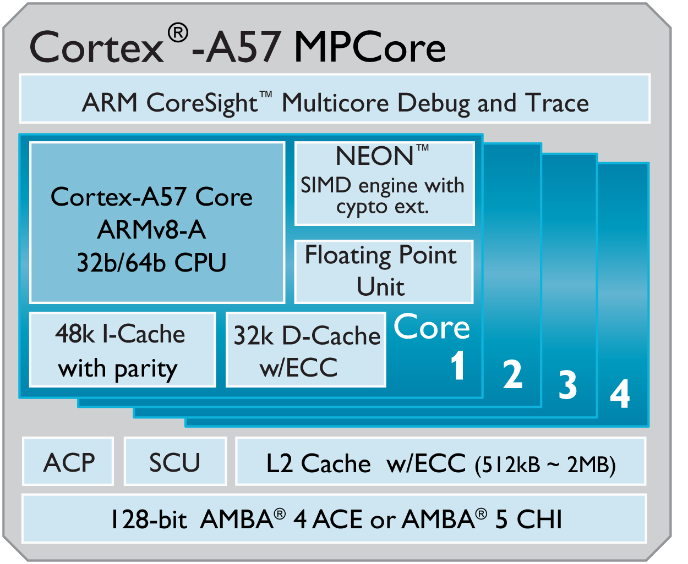 Cortex®-A57 MPCore
ARM CoreSight™ Multicore Debug and Trace
Cortex-A57 Core
ARMv8-A
32b/64b CPU
NEON™
SIMD engine with
cypto ext.
Floating Point
Unit
48k I-Cache
with parity
32k D-Cache
w/ECC
Core
1
2
3
4
ACP
SCU
L2 Cache w/ECC (512kB ~ 2MB)
128-bit AMBA® 4 ACE or AMBA® 5 CHI